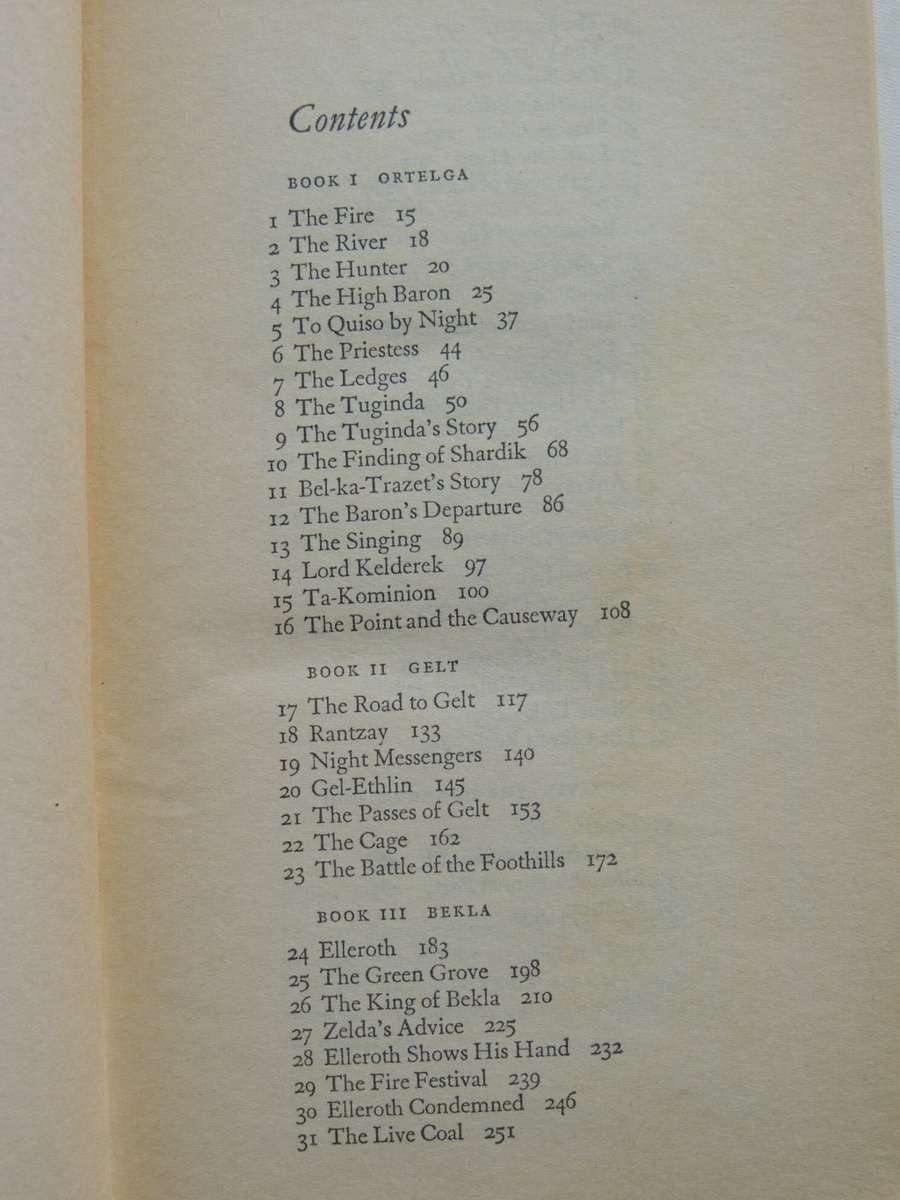 Contents
BOOK I ORTELGA
1 The Fire 15
2 The River 18
3 The Hunter 20
4 The High Baron 25
5 To Quiso by Night 37
6 The Priestess 44
7 The Ledges 46
8 The Tuginda 50
9 The Tuginda's Story 56
10 The Finding of Shardik 68
11 Bel-ka-Trazet's Story 78
12 The Baron's Departure 86
13 The Singing 89
14 Lord Kelderek 97
15 Ta-Kominion 100
16 The Point and the Causeway 108
BOOK II GELT
17 The Road to Gelt 117
18 Rantzay 133
19 Night Messengers 140
20 Gel-Ethlin 145
21 The Passes of Gelt 153
22 The Cage 162
23 The Battle of the Foothills 172
BOOK III BEKLA
24 Elleroth 183
25 The Green Grove 198
26 The King of Bekla 210
27 Zelda's Advice 225
28 Elleroth Shows His Hand 232
29 The Fire Festival 239
30 Elleroth Condemned 246
31 The Live Coal 251